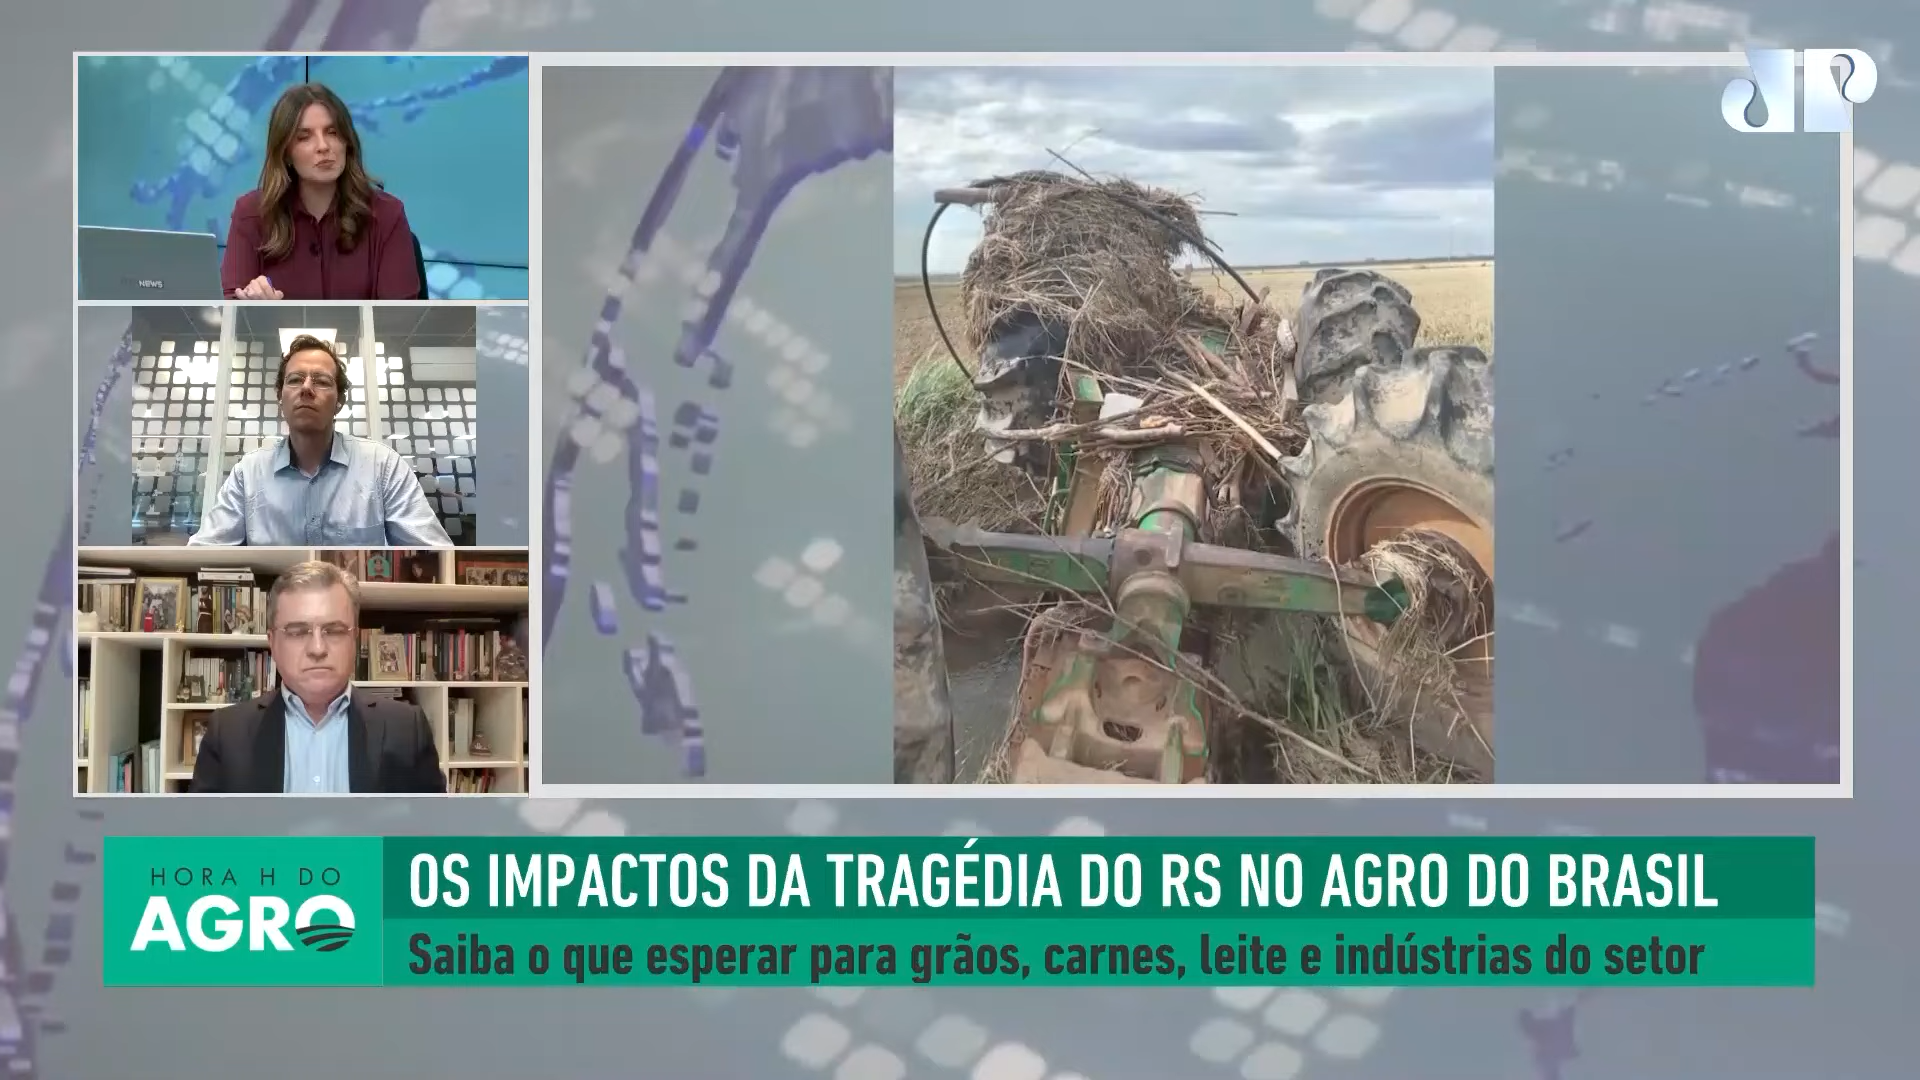 JP
NEWS
HORA H DO
AGRO
OS IMPACTOS DA TRAGÉDIA DO RS NO AGRO DO BRASIL
Saiba o que esperar para grãos, carnes, leite e indústrias do setor